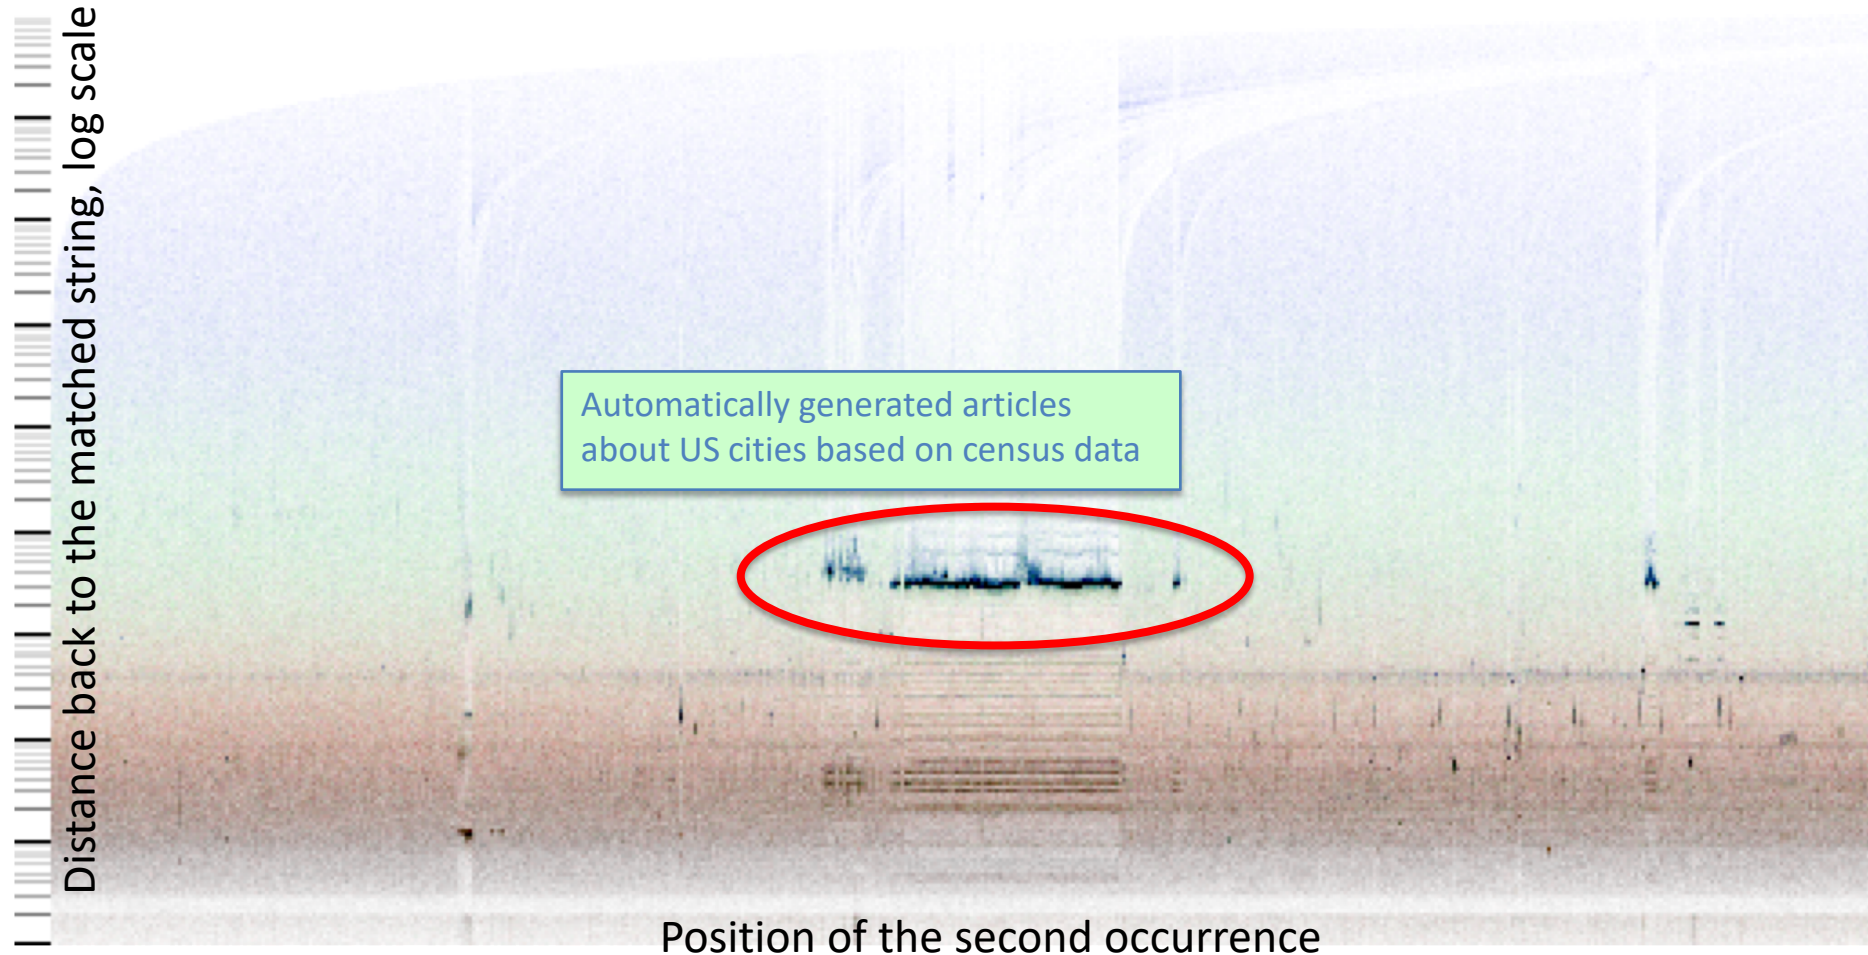 Distance back to the matched string, log scale
Automatically generated articles
about US cities based on census data
Position of the second occurrence